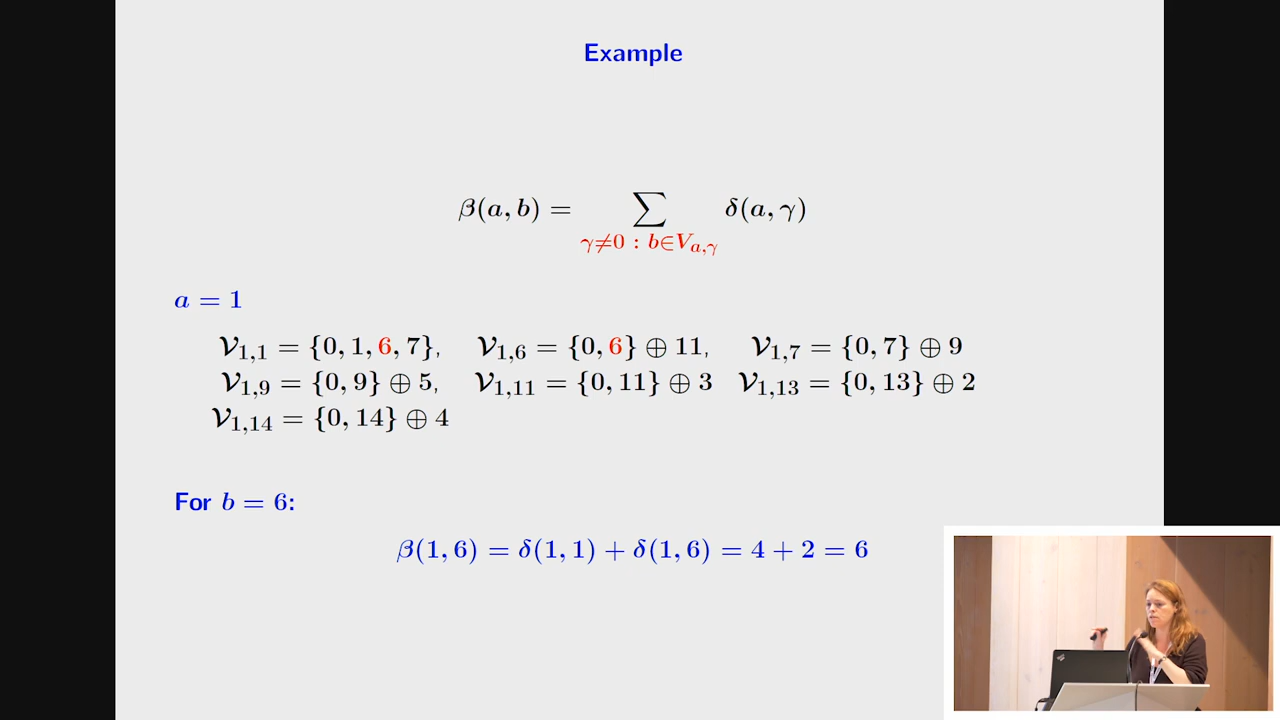 Example
β(a, b) = ∑ δ(a, γ)
γ≠0 : b∈V_{a,γ}
a = 1
𝒱_{1,1} = {0, 1, 6, 7}, 𝒱_{1,6} = {0, 6} ⊕ 11, 𝒱_{1,7} = {0, 7} ⊕ 9
𝒱_{1,9} = {0, 9} ⊕ 5, 𝒱_{1,11} = {0, 11} ⊕ 3 𝒱_{1,13} = {0, 13} ⊕ 2
𝒱_{1,14} = {0, 14} ⊕ 4
For b = 6:
β(1, 6) = δ(1, 1) + δ(1, 6) = 4 + 2 = 6